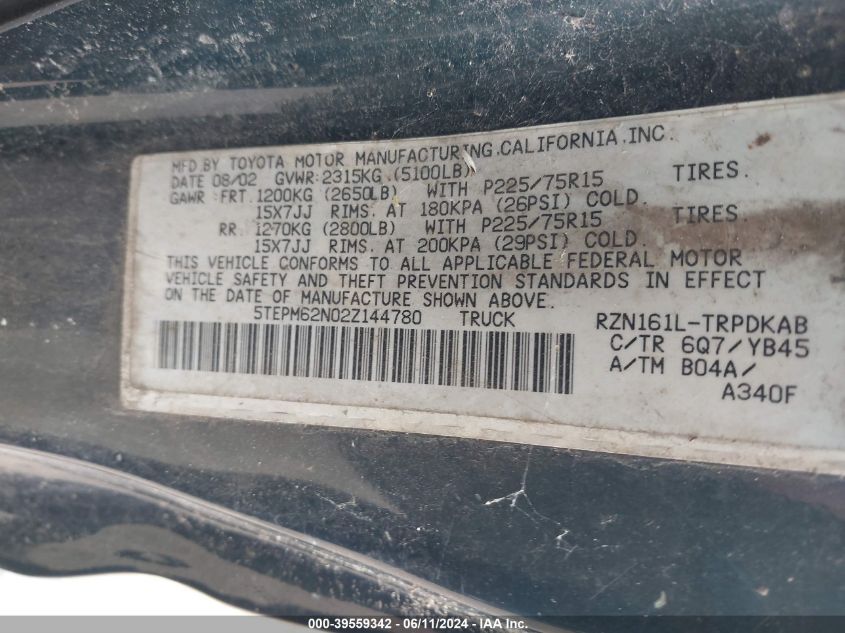 MFD BY TOYOTA MOTOR MANUFACTURING,CALIFORNIA,INC.
DATE 08/02 GVWR:2315KG (5100LB)
GAWR:FRT.1200KG (2650LB) WITH P225/75R15 TIRES.
15X7JJ RIMS. AT 180KPA (26PSI) COLD.
RR. 1270KG (2800LB) WITH P225/75R15 TIRES.
15X7JJ RIMS. AT 200KPA (29PSI) COLD.
THIS VEHICLE CONFORMS TO ALL APPLICABLE FEDERAL MOTOR
VEHICLE SAFETY AND THEFT PREVENTION STANDARDS IN EFFECT
ON THE DATE OF MANUFACTURE SHOWN ABOVE.
5TEPM62N02Z144780 TRUCK RZN161L-TRPDKAB
C/TR 6Q7/YB45
A/TM B04A/
A340F
000-39559342 / 06/11/2024 - IAA Inc.